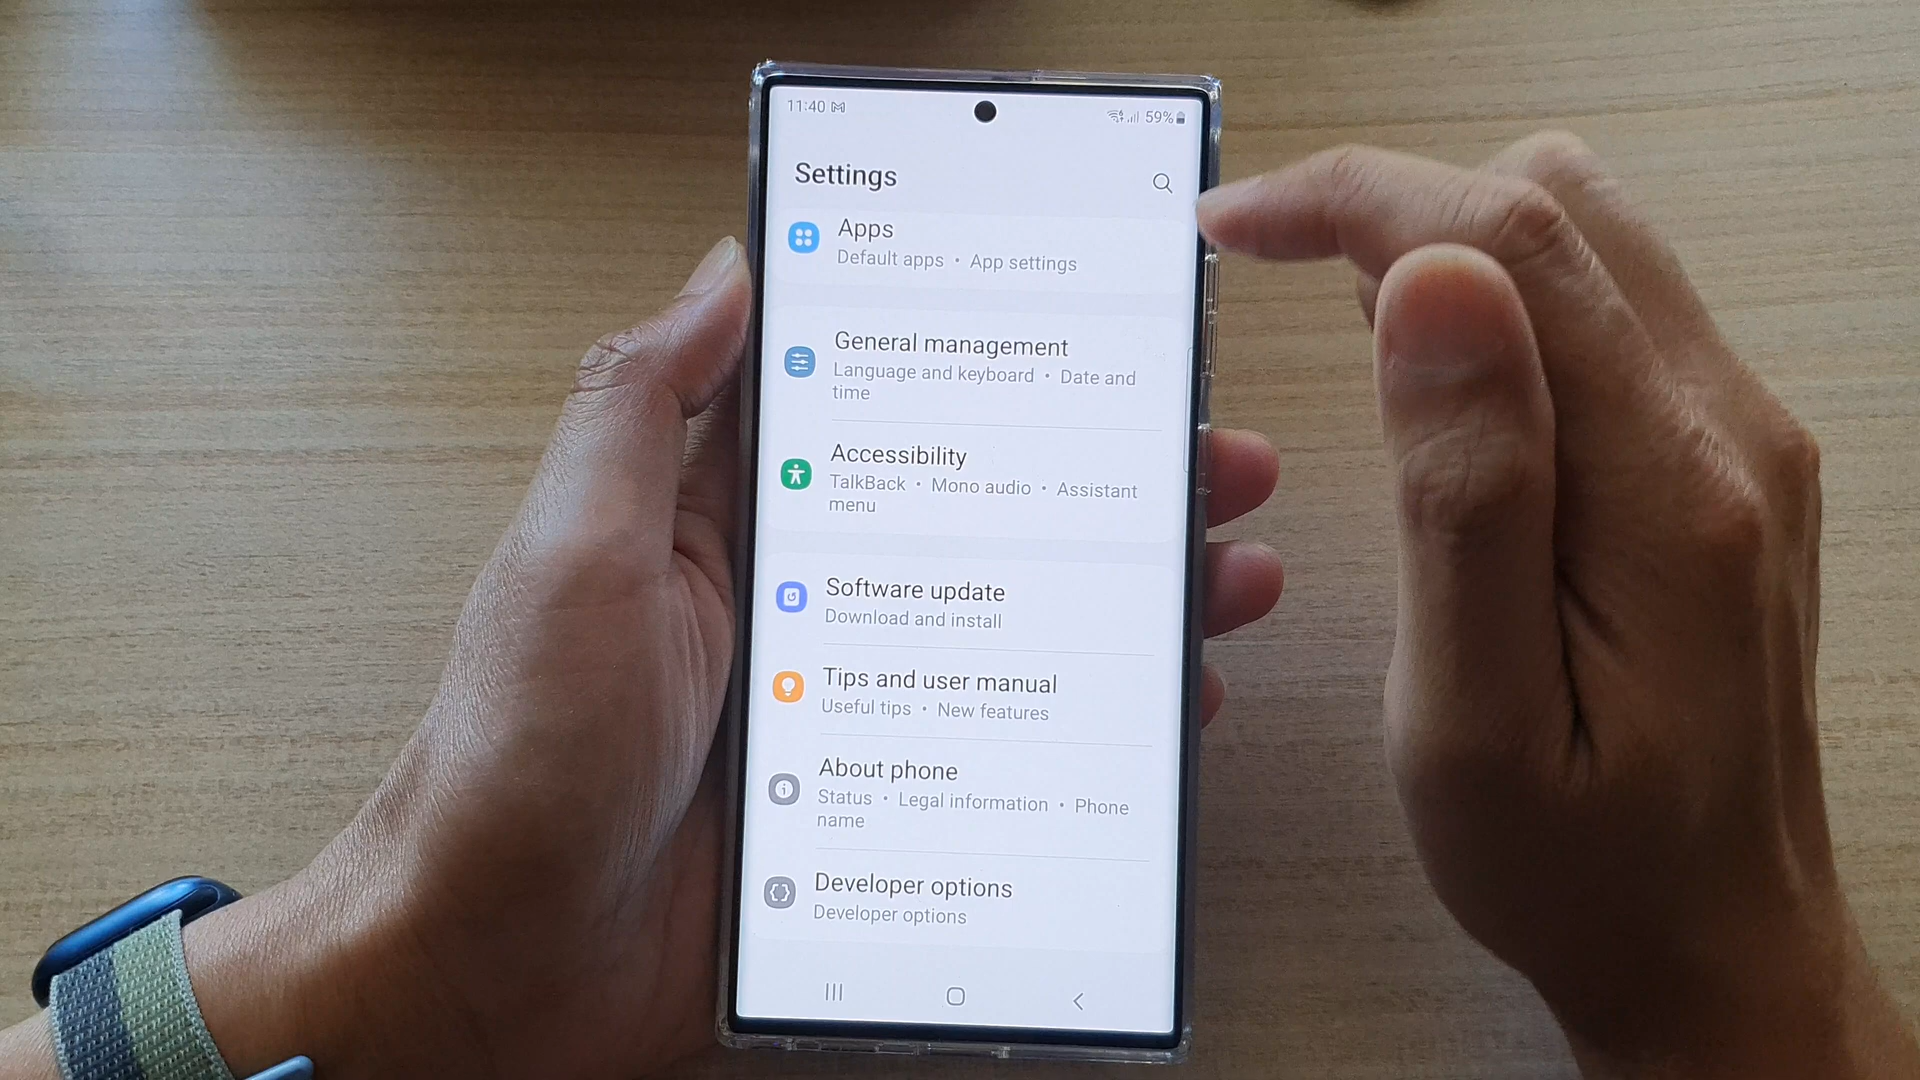 11:40
59%
Settings
Apps
Default apps • App settings
General management
Language and keyboard • Date and
time
Accessibility
TalkBack • Mono audio • Assistant
menu
Software update
Download and install
Tips and user manual
Useful tips • New features
About phone
Status • Legal information • Phone
name
Developer options
Developer options